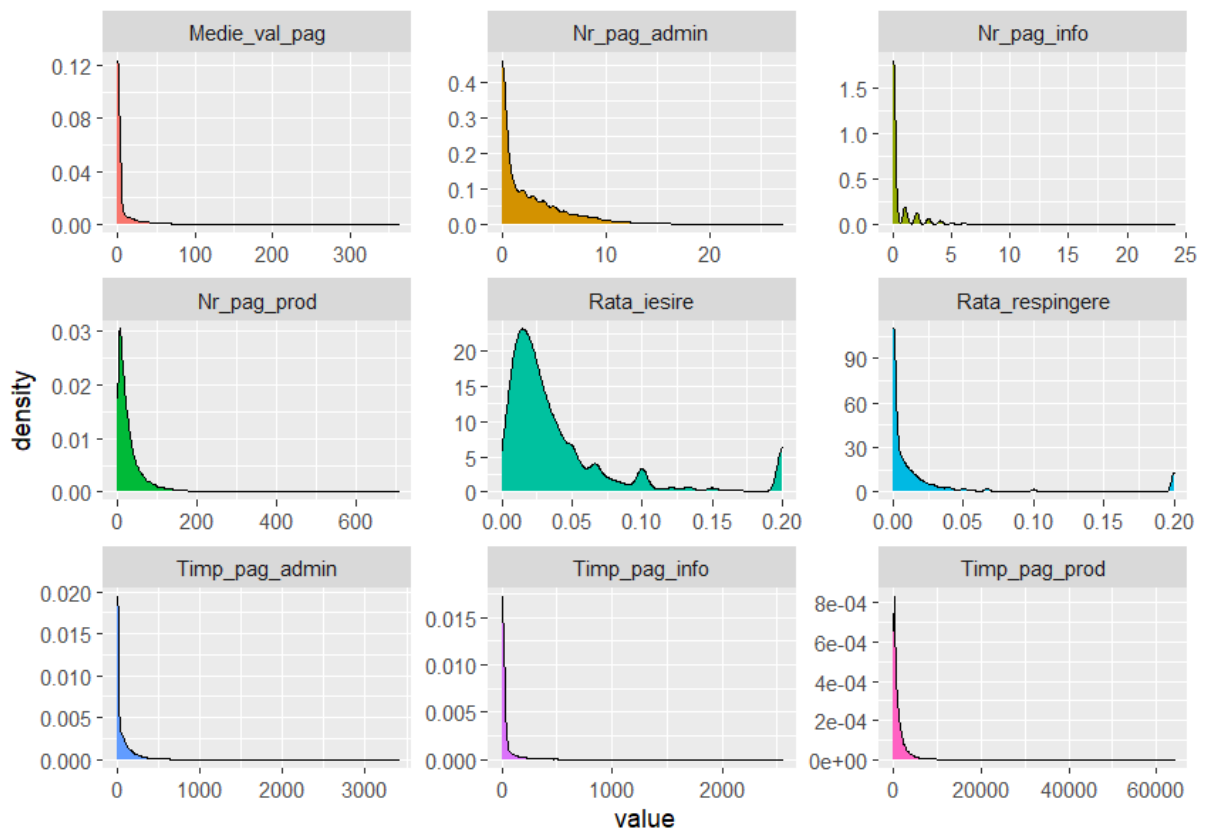 Medie_val_pag
Nr_pag_admin
Nr_pag_info
0.12
0.08
0.04
0.00
0 100 200 300
0.4
0.3
0.2
0.1
0.0
0 10 20
1.5
1.0
0.5
0.0
0 5 10 15 20 25
Nr_pag_prod
Rata_iesire
Rata_respingere
0.03
0.02
0.01
0.00
0 200 400 600
20
15
10
5
0
0.00 0.05 0.10 0.15 0.20
90
60
30
0
0.00 0.05 0.10 0.15 0.20
density
Timp_pag_admin
Timp_pag_info
Timp_pag_prod
0.020
0.015
0.010
0.005
0.000
0 1000 2000 3000
0.015
0.010
0.005
0.000
0 1000 2000
8e-04
6e-04
4e-04
2e-04
0e+00
0 20000 40000 60000
value